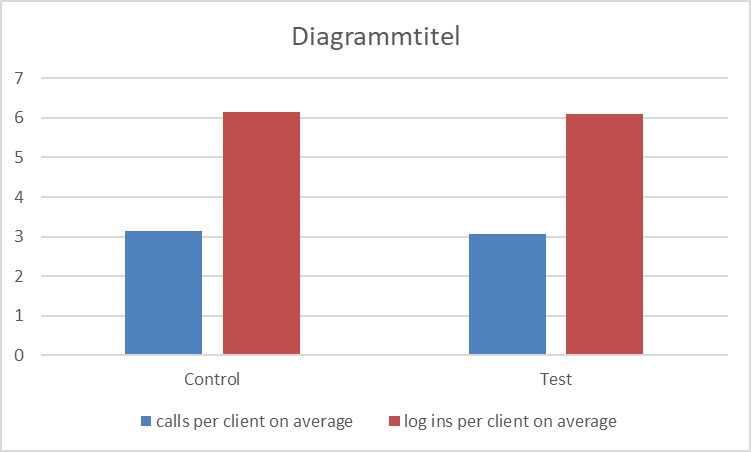 Diagrammtitel
7
6
5
4
3
2
1
0
Control Test
calls per client on average log ins per client on average